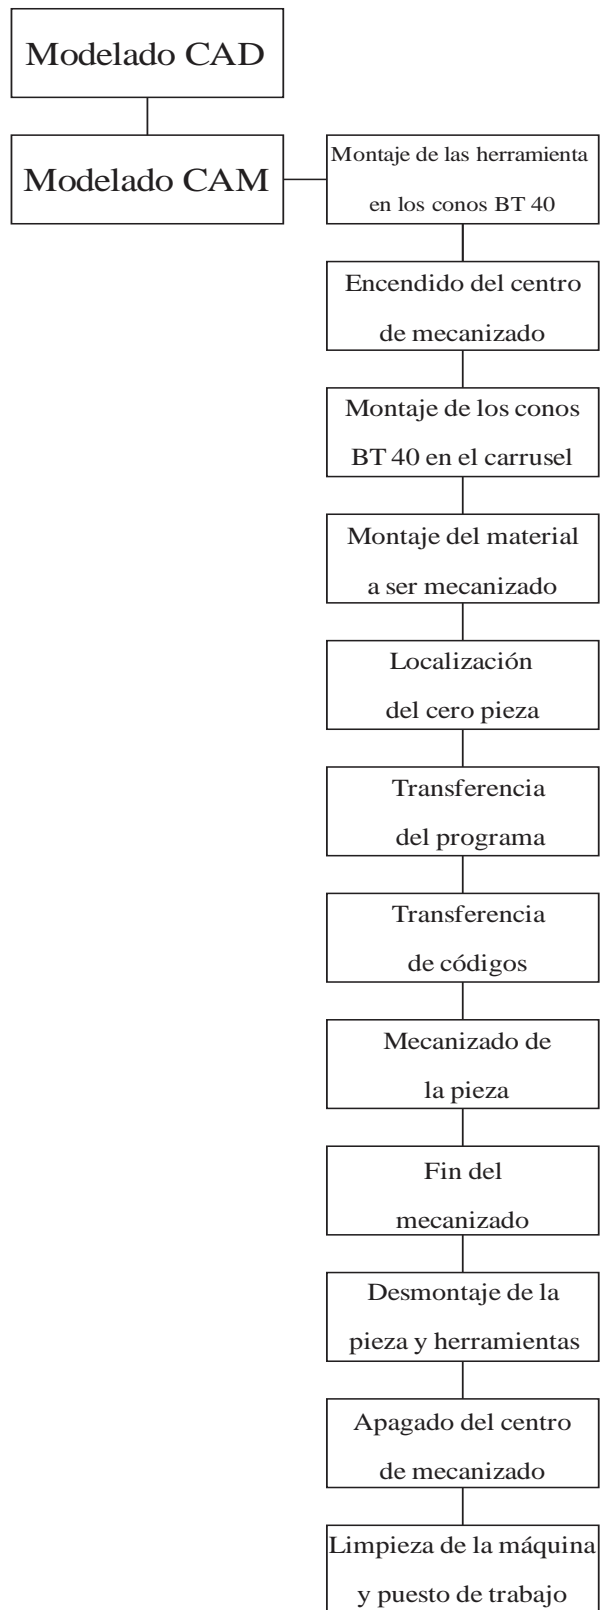 Modelado CAD
Modelado CAM
Montaje de las herramienta
en los conos BT 40
Encendido del centro
de mecanizado
Montaje de los conos
BT 40 en el carrusel
Montaje del material
a ser mecanizado
Localización
del cero pieza
Transferencia
del programa
Transferencia
de códigos
Mecanizado de
la pieza
Fin del
mecanizado
Desmontaje de la
pieza y herramientas
Apagado del centro
de mecanizado
Limpieza de la máquina
y puesto de trabajo